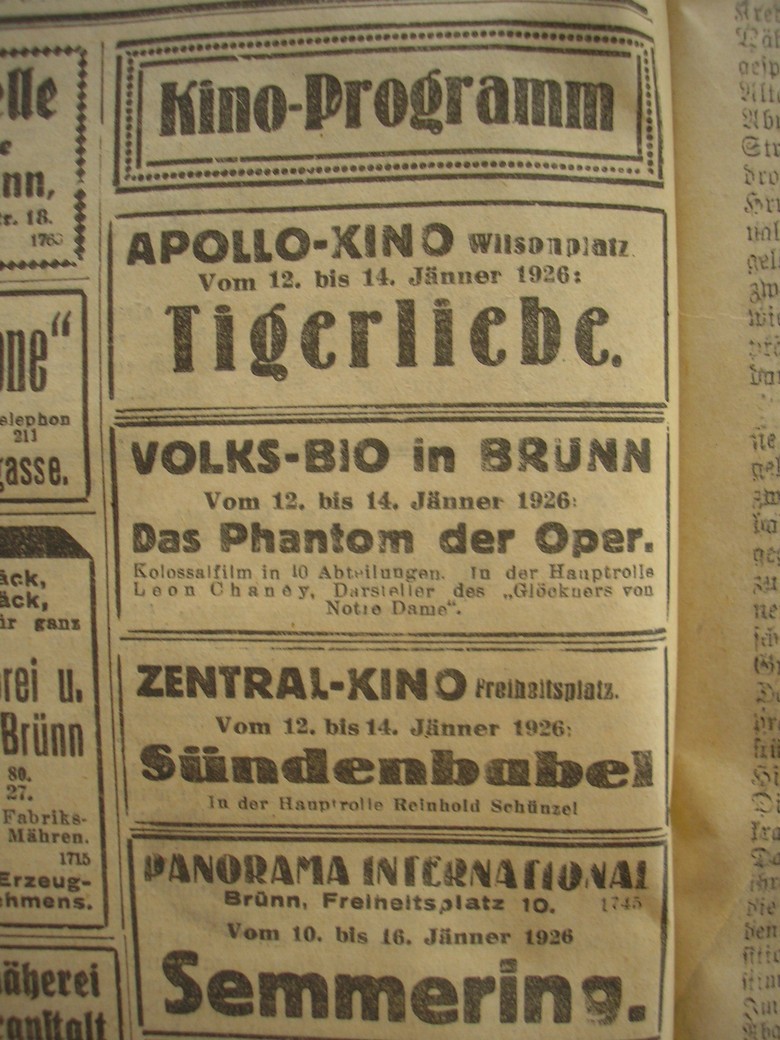 Kino-Programm
APOLLO-KINO Wilsonplatz.
Vom 12. bis 14. Jänner 1926:
Tigerliebe.
VOLKS-BIO in BRÜNN
Vom 12. bis 14. Jänner 1926:
Das Phantom der Oper.
Kolossalfilm in 10 Abteilungen. In der Hauptrolle
Leon Chaney, Darsteller des „Glöckners von
Notre Dame“.
ZENTRAL-KINO Freiheitsplatz.
Vom 12. bis 14. Jänner 1926:
Sündenbabel
In der Hauptrolle Reinhold Schünzel
PANORAMA INTERNATIONAL
Brünn, Freiheitsplatz 10. 1745
Vom 10. bis 16. Jänner 1926
Semmering.
elle
e
nn,
tr. 18.
one“
elephon
211
gasse.
äck,
äck,
ür ganz
rei u.
Brünn
80.
27.
Fabriks-
Mähren.
1715
Erzeug-
hmens.
äherei
anstalt